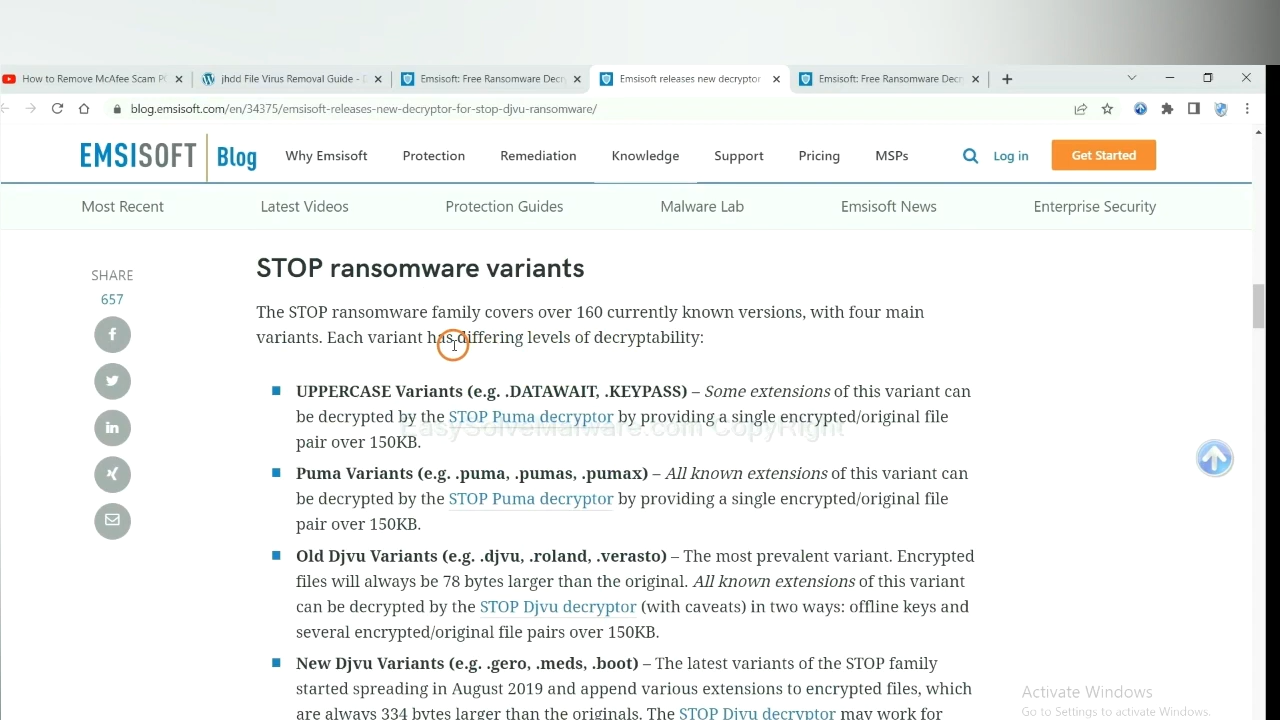 How to Remove McAfee Scam P
jhdd File Virus Removal Guide -
Emsisoft: Free Ransomware Decr
Emsisoft releases new decryptor
Emsisoft: Free Ransomware Decr
blog.emsisoft.com/en/34375/emsisoft-releases-new-decryptor-for-stop-djvu-ransomware/
EMSISOFT Blog Why Emsisoft Protection Remediation Knowledge Support Pricing MSPs Log in Get Started
Most Recent Latest Videos Protection Guides Malware Lab Emsisoft News Enterprise Security
SHARE
657
STOP ransomware variants
The STOP ransomware family covers over 160 currently known versions, with four main
variants. Each variant has differing levels of decryptability:
UPPERCASE Variants (e.g. .DATAWAIT, .KEYPASS) – Some extensions of this variant can
be decrypted by the STOP Puma decryptor by providing a single encrypted/original file
EasySolveMalware.com CopyRight
pair over 150KB.
Puma Variants (e.g. .puma, .pumas, .pumax) – All known extensions of this variant can
be decrypted by the STOP Puma decryptor by providing a single encrypted/original file
pair over 150KB.
Old Djvu Variants (e.g. .djvu, .roland, .verasto) – The most prevalent variant. Encrypted
files will always be 78 bytes larger than the original. All known extensions of this variant
can be decrypted by the STOP Djvu decryptor (with caveats) in two ways: offline keys and
several encrypted/original file pairs over 150KB.
New Djvu Variants (e.g. .gero, .meds, .boot) – The latest variants of the STOP family
started spreading in August 2019 and append various extensions to encrypted files, which
are always 334 bytes larger than the originals. The STOP Djvu decryptor may work for
Activate Windows
Go to Settings to activate Windows.